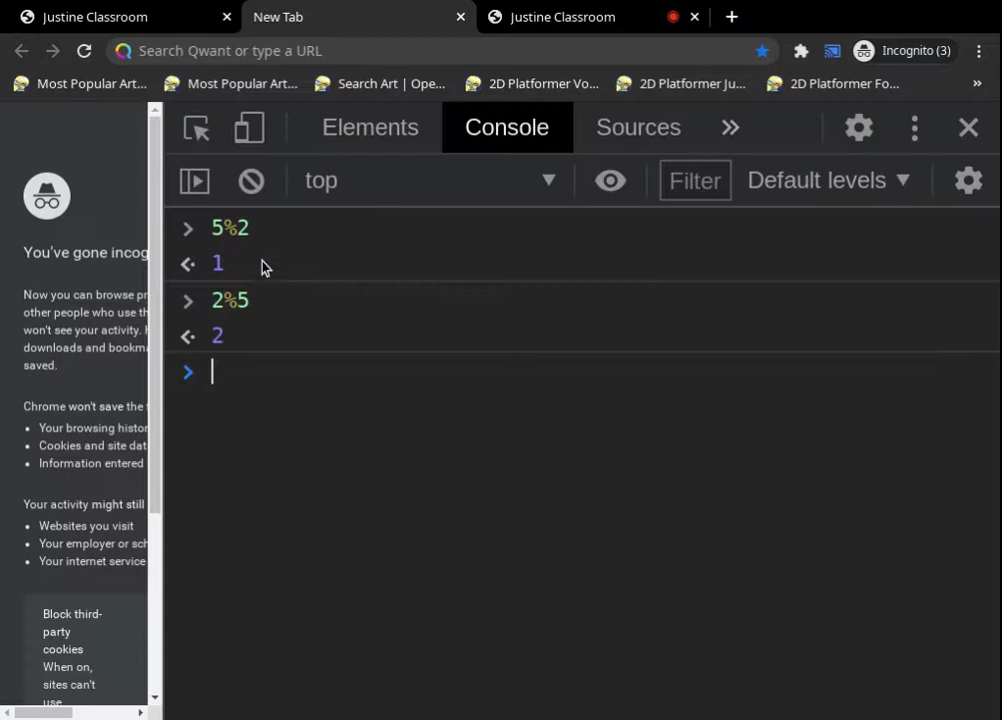 Justine Classroom
New Tab
Justine Classroom
Search Qwant or type a URL
Incognito (3)
Most Popular Art...
Most Popular Art...
Search Art | Ope...
2D Platformer Vo...
2D Platformer Ju...
2D Platformer Fo...
»
Elements
Console
Sources
top
Filter
Default levels
> 5%2
1
> 2%5
2
>
You've gone incog
Now you can browse pr
other people who use th
won't see your activity. H
downloads and bookma
saved.
Chrome won't save the f
• Your browsing histor
• Cookies and site dat
• Information entered
Your activity might still
• Websites you visit
• Your employer or sch
• Your internet service
Block third-
party
cookies
When on,
sites can't
use